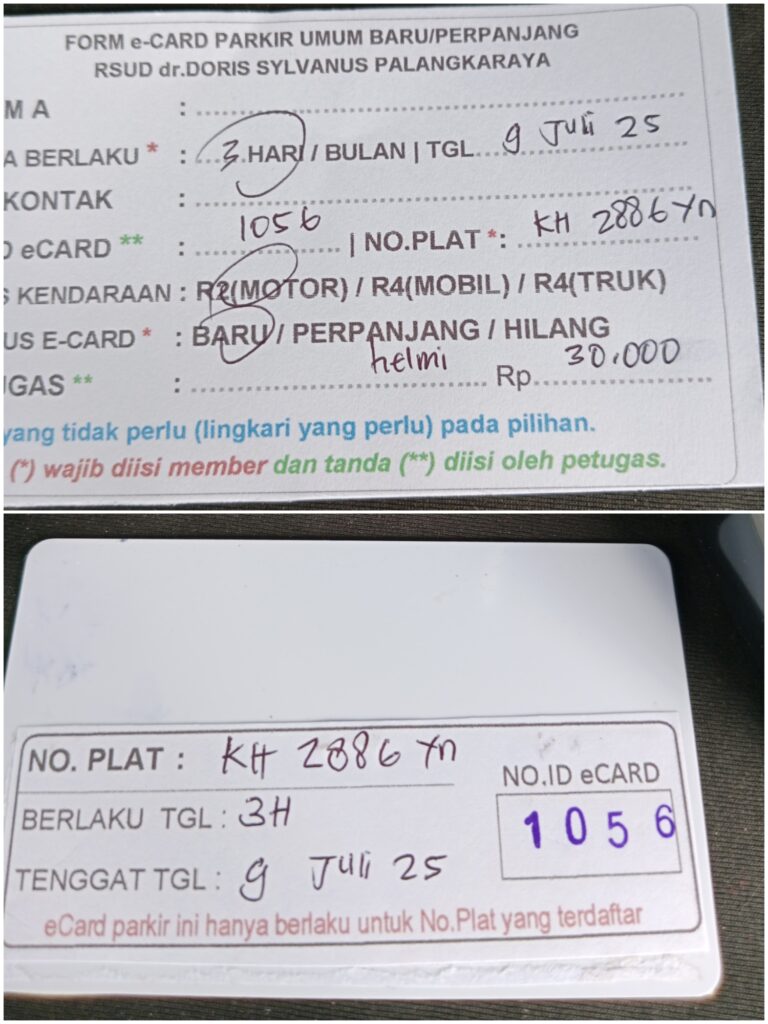 FORM e-CARD PARKIR UMUM BARU/PERPANJANG
RSUD dr.DORIS SYLVANUS PALANGKARAYA
M A :
A BERLAKU * : 3.HARI / BULAN | TGL 9 Juli 25
KONTAK :
D eCARD ** : 1056 | NO.PLAT *: KH 2886 Yn
S KENDARAAN : R2(MOTOR) / R4(MOBIL) / R4(TRUK)
US E-CARD * : BARU / PERPANJANG / HILANG
GAS ** : helmi Rp. 30.000
yang tidak perlu (lingkari yang perlu) pada pilihan.
(*) wajib diisi member dan tanda (**) diisi oleh petugas.
NO. PLAT : KH 2886 Yn
BERLAKU TGL : 3H
TENGGAT TGL : 9 Juli 25
NO.ID eCARD
1056
eCard parkir ini hanya berlaku untuk No.Plat yang terdaftar